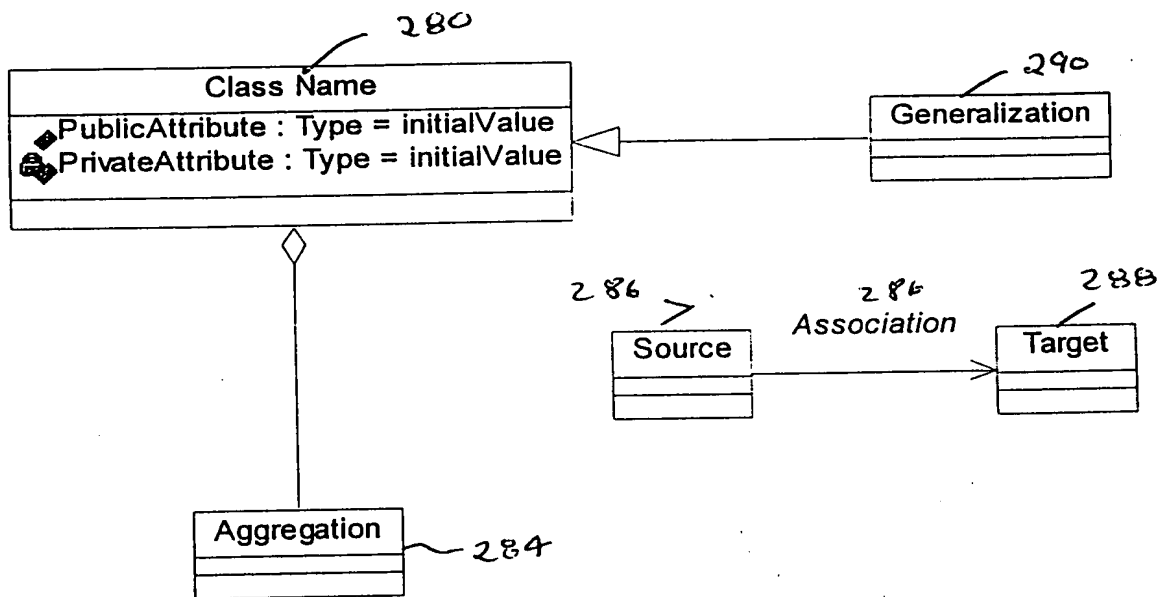 280
Class Name
PublicAttribute : Type = initialValue
PrivateAttribute : Type = initialValue
290
Generalization
286
Source
286
Association
288
Target
Aggregation
284